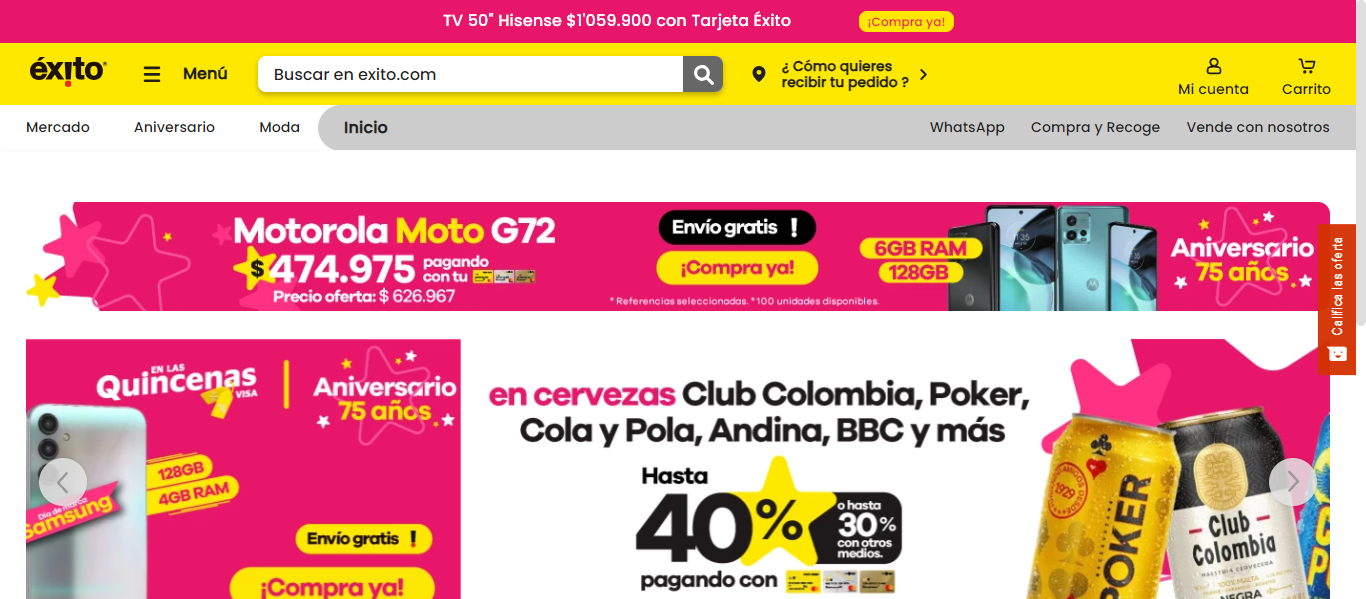 TV 50" Hisense $1'059.900 con Tarjeta Éxito
¡Compra ya!
éxito
Menú
Buscar en exito.com
¿ Cómo quieres
recibir tu pedido ?
Mi cuenta
Carrito
Mercado
Aniversario
Moda
Inicio
WhatsApp
Compra y Recoge
Vende con nosotros
Motorola Moto G72
$474.975 pagando
con tu
Precio oferta: $ 626.967
Envío gratis !
¡Compra ya!
* Referencias seleccionadas. *100 unidades disponibles.
6GB RAM
128GB
Aniversario
75 años
Califica las oferta
EN LAS
Quincenas
VISA
Aniversario
75 años
128GB
4GB RAM
Día de marca
Samsung
Envío gratis !
¡Compra ya!
en cervezas Club Colombia, Poker,
Cola y Pola, Andina, BBC y más
Hasta
40%
o hasta
30%
con otros
medios.
pagando con
1929
POKER
Club
Colombia
MAESTRIA CERVECERA
100% MALTA
NEGRA